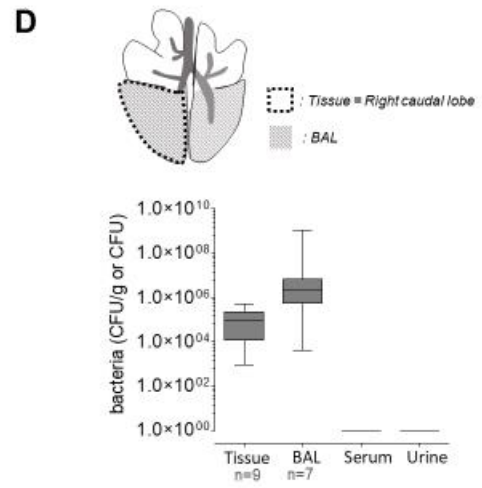 D
: Tissue = Right caudal lobe
: BAL
bacteria (CFU/g or CFU)
1.0×10¹⁰
1.0×10⁰⁸
1.0×10⁰⁶
1.0×10⁰⁴
1.0×10⁰²
1.0×10⁰⁰
Tissue BAL Serum Urine
n=9 n=7